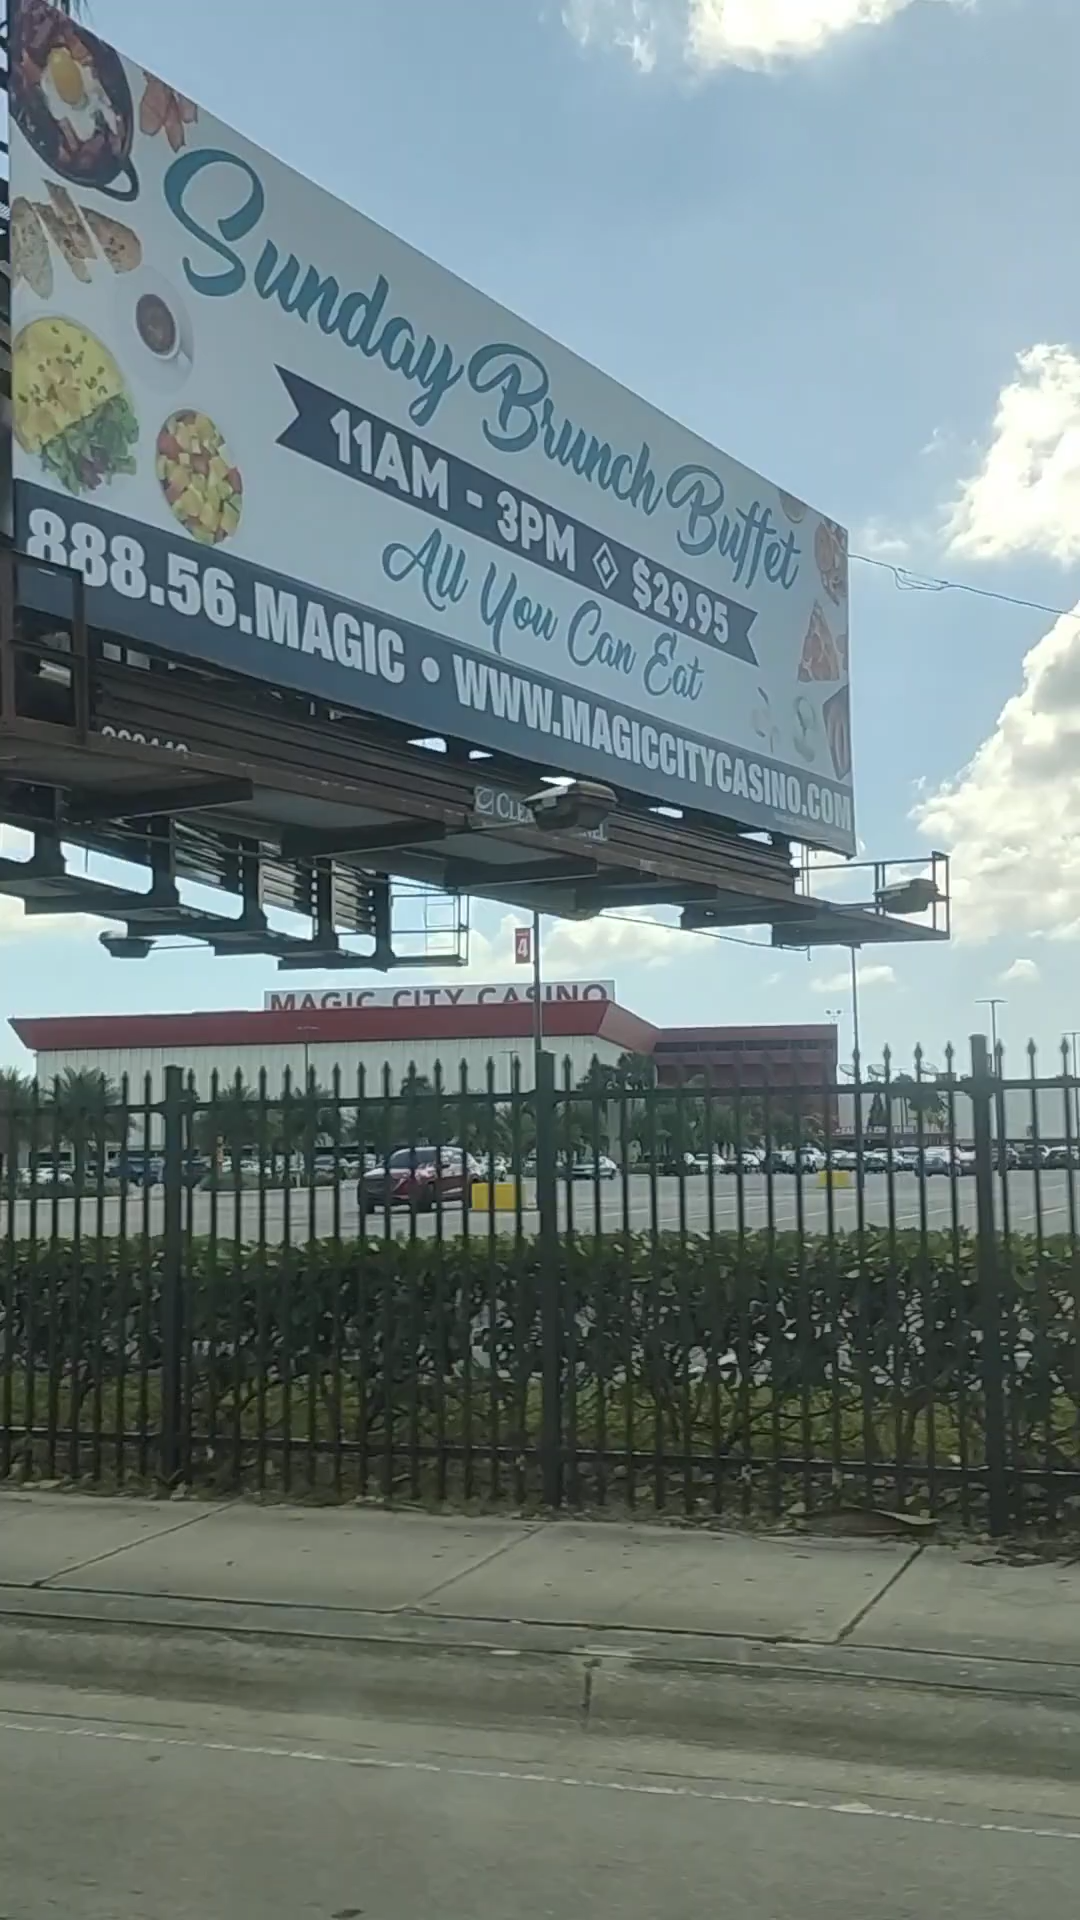 Sunday Brunch Buffet
11AM - 3PM $29.95
All You Can Eat
888.56.MAGIC • WWW.MAGICCITYCASINO.COM
4
MAGIC CITY CASINO